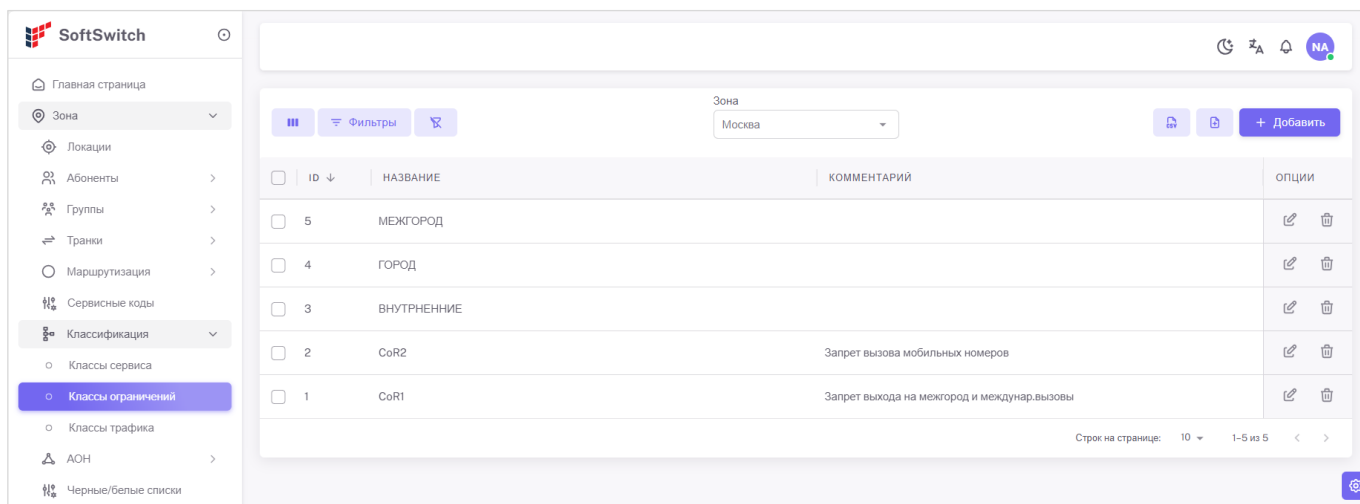 SoftSwitch
Главная страница
Зона
Локации
Абоненты
Группы
Транки
Маршрутизация
Сервисные коды
Классификация
Классы сервиса
Классы ограничений
Классы трафика
АОН
Черные/белые списки
NA
Фильтры
Зона
Москва
CSV
+ Добавить
ID НАЗВАНИЕ КОММЕНТАРИЙ ОПЦИИ
5 МЕЖГОРОД
4 ГОРОД
3 ВНУТРНЕННИЕ
2 CoR2 Запрет вызова мобильных номеров
1 CoR1 Запрет выхода на межгород и междунар.вызовы
Строк на странице: 10 1–5 из 5